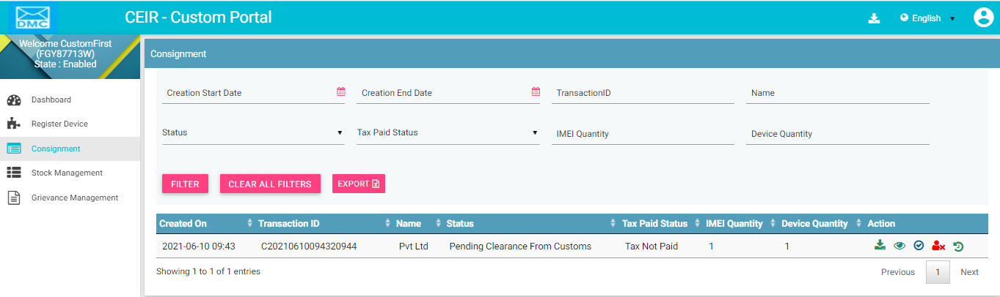 DMC
CEIR - Custom Portal
English
Welcome CustomFirst
(FGY87713W)
State : Enabled
Dashboard
Register Device
Consignment
Stock Management
Grievance Management
Consignment
Creation Start Date
Creation End Date
TransactionID
Name
Status
Tax Paid Status
IMEI Quantity
Device Quantity
FILTER
CLEAR ALL FILTERS
EXPORT
Created On Transaction ID Name Status Tax Paid Status IMEI Quantity Device Quantity Action
2021-06-10 09:43 C20210610094320944 Pvt Ltd Pending Clearance From Customs Tax Not Paid 1 1
Showing 1 to 1 of 1 entries
Previous 1 Next